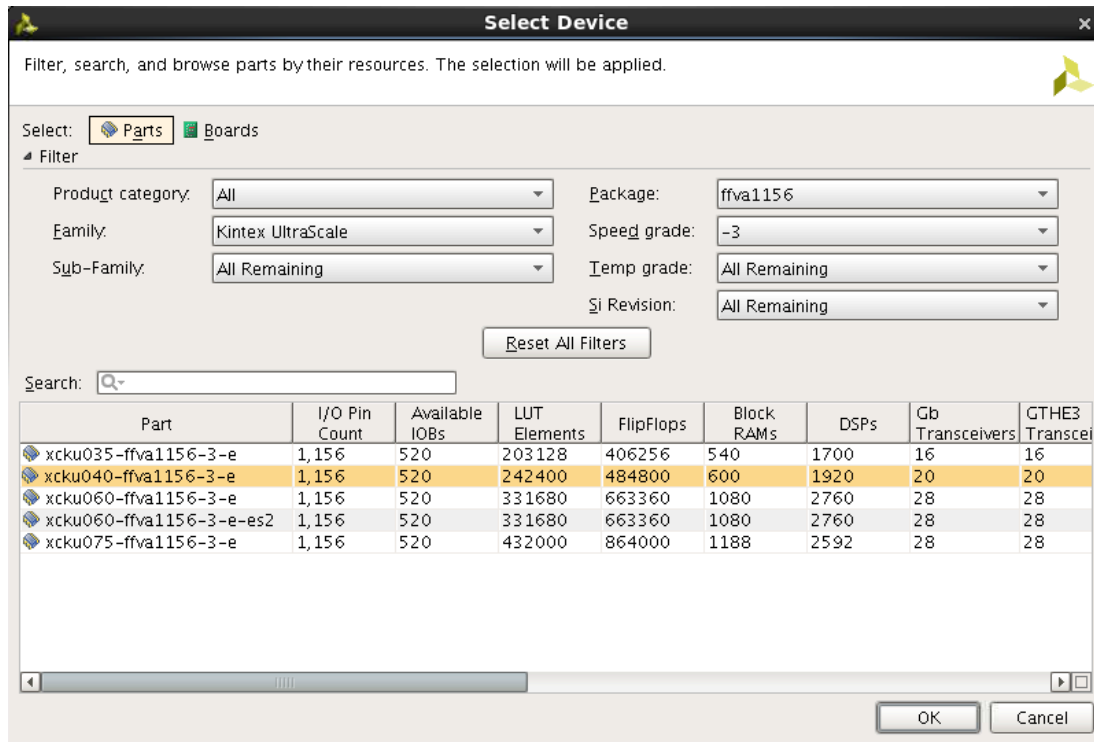 Select Device
Filter, search, and browse parts by their resources. The selection will be applied.
Select: Parts Boards
Filter
Product category: All Package: ffva1156
Family: Kintex UltraScale Speed grade: -3
Sub-Family: All Remaining Temp grade: All Remaining
Si Revision: All Remaining
Reset All Filters
Search:
Part I/O Pin Count Available IOBs LUT Elements FlipFlops Block RAMs DSPs Gb Transceivers GTHE3 Transcei
xcku035-ffva1156-3-e 1,156 520 203128 406256 540 1700 16 16
xcku040-ffva1156-3-e 1,156 520 242400 484800 600 1920 20 20
xcku060-ffva1156-3-e 1,156 520 331680 663360 1080 2760 28 28
xcku060-ffva1156-3-e-es2 1,156 520 331680 663360 1080 2760 28 28
xcku075-ffva1156-3-e 1,156 520 432000 864000 1188 2592 28 28
OK Cancel